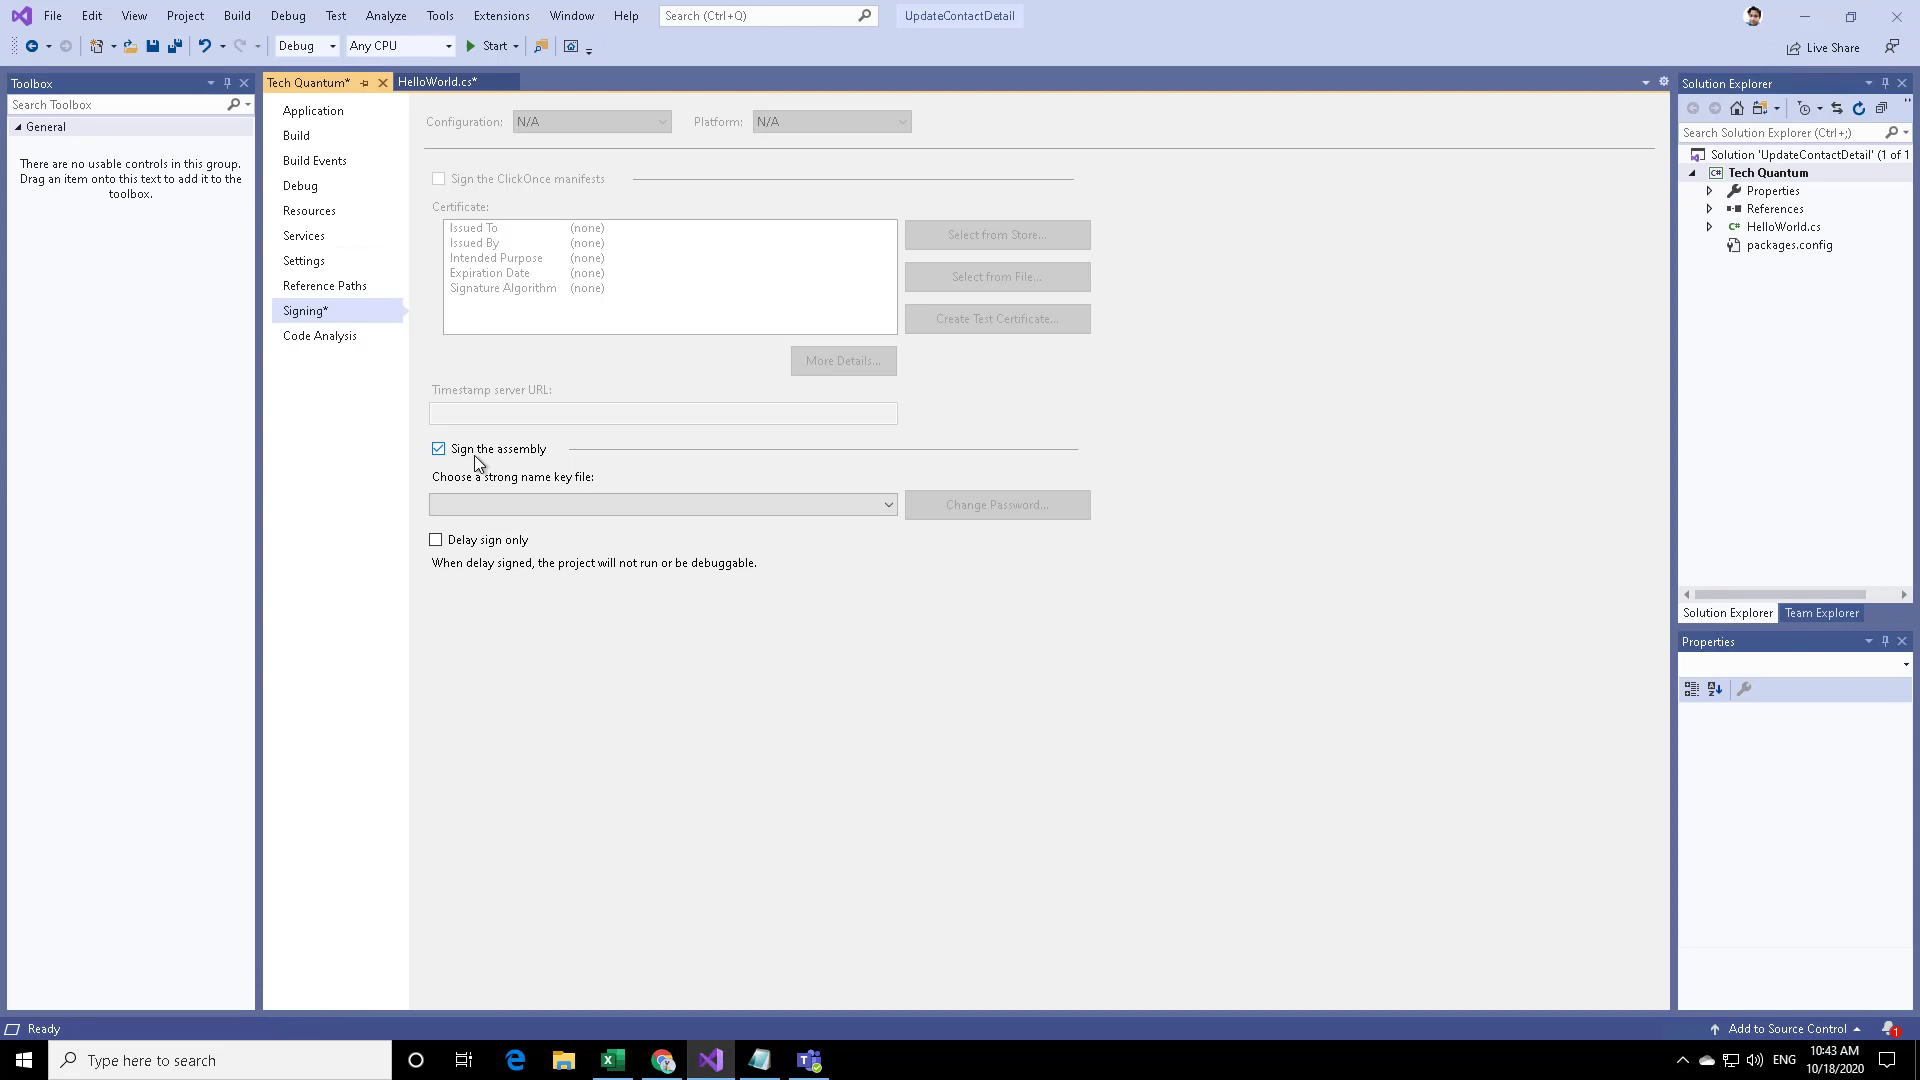 File Edit View Project Build Debug Test Analyze Tools Extensions Window Help Search (Ctrl+Q) UpdateContactDetail
Debug Any CPU Start Live Share
Toolbox
Search Toolbox
General
There are no usable controls in this group.
Drag an item onto this text to add it to the
toolbox.
Tech Quantum* HelloWorld.cs*
Application
Build
Build Events
Debug
Resources
Services
Settings
Reference Paths
Signing*
Code Analysis
Configuration: N/A Platform: N/A
Sign the ClickOnce manifests
Certificate:
Issued To (none)
Issued By (none)
Intended Purpose (none)
Expiration Date (none)
Signature Algorithm (none)
Select from Store...
Select from File...
Create Test Certificate...
More Details...
Timestamp server URL:
Sign the assembly
Choose a strong name key file:
Change Password...
Delay sign only
When delay signed, the project will not run or be debuggable.
Solution Explorer
Search Solution Explorer (Ctrl+;)
Solution 'UpdateContactDetail' (1 of 1
C# Tech Quantum
Properties
References
C# HelloWorld.cs
packages.config
Solution Explorer Team Explorer
Properties
Ready
Add to Source Control 1
Type here to search
ENG
10:43 AM
10/18/2020